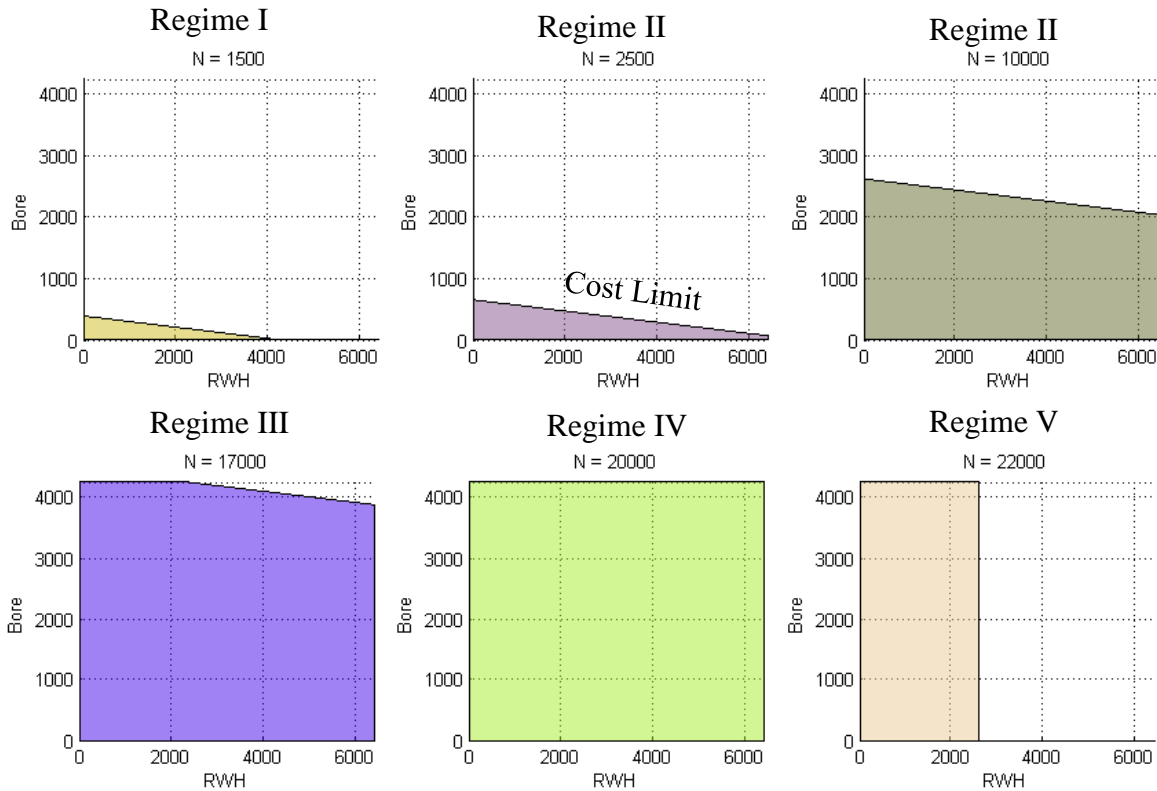 Regime I
N = 1500
4000
3000
2000
1000
0
Bore
0 2000 4000 6000
RWH
Regime II
N = 2500
4000
3000
2000
1000
0
Bore
Cost Limit
0 2000 4000 6000
RWH
Regime II
N = 10000
4000
3000
2000
1000
0
Bore
0 2000 4000 6000
RWH
Regime III
N = 17000
4000
3000
2000
1000
0
Bore
0 2000 4000 6000
RWH
Regime IV
N = 20000
4000
3000
2000
1000
0
Bore
0 2000 4000 6000
RWH
Regime V
N = 22000
4000
3000
2000
1000
0
Bore
0 2000 4000 6000
RWH